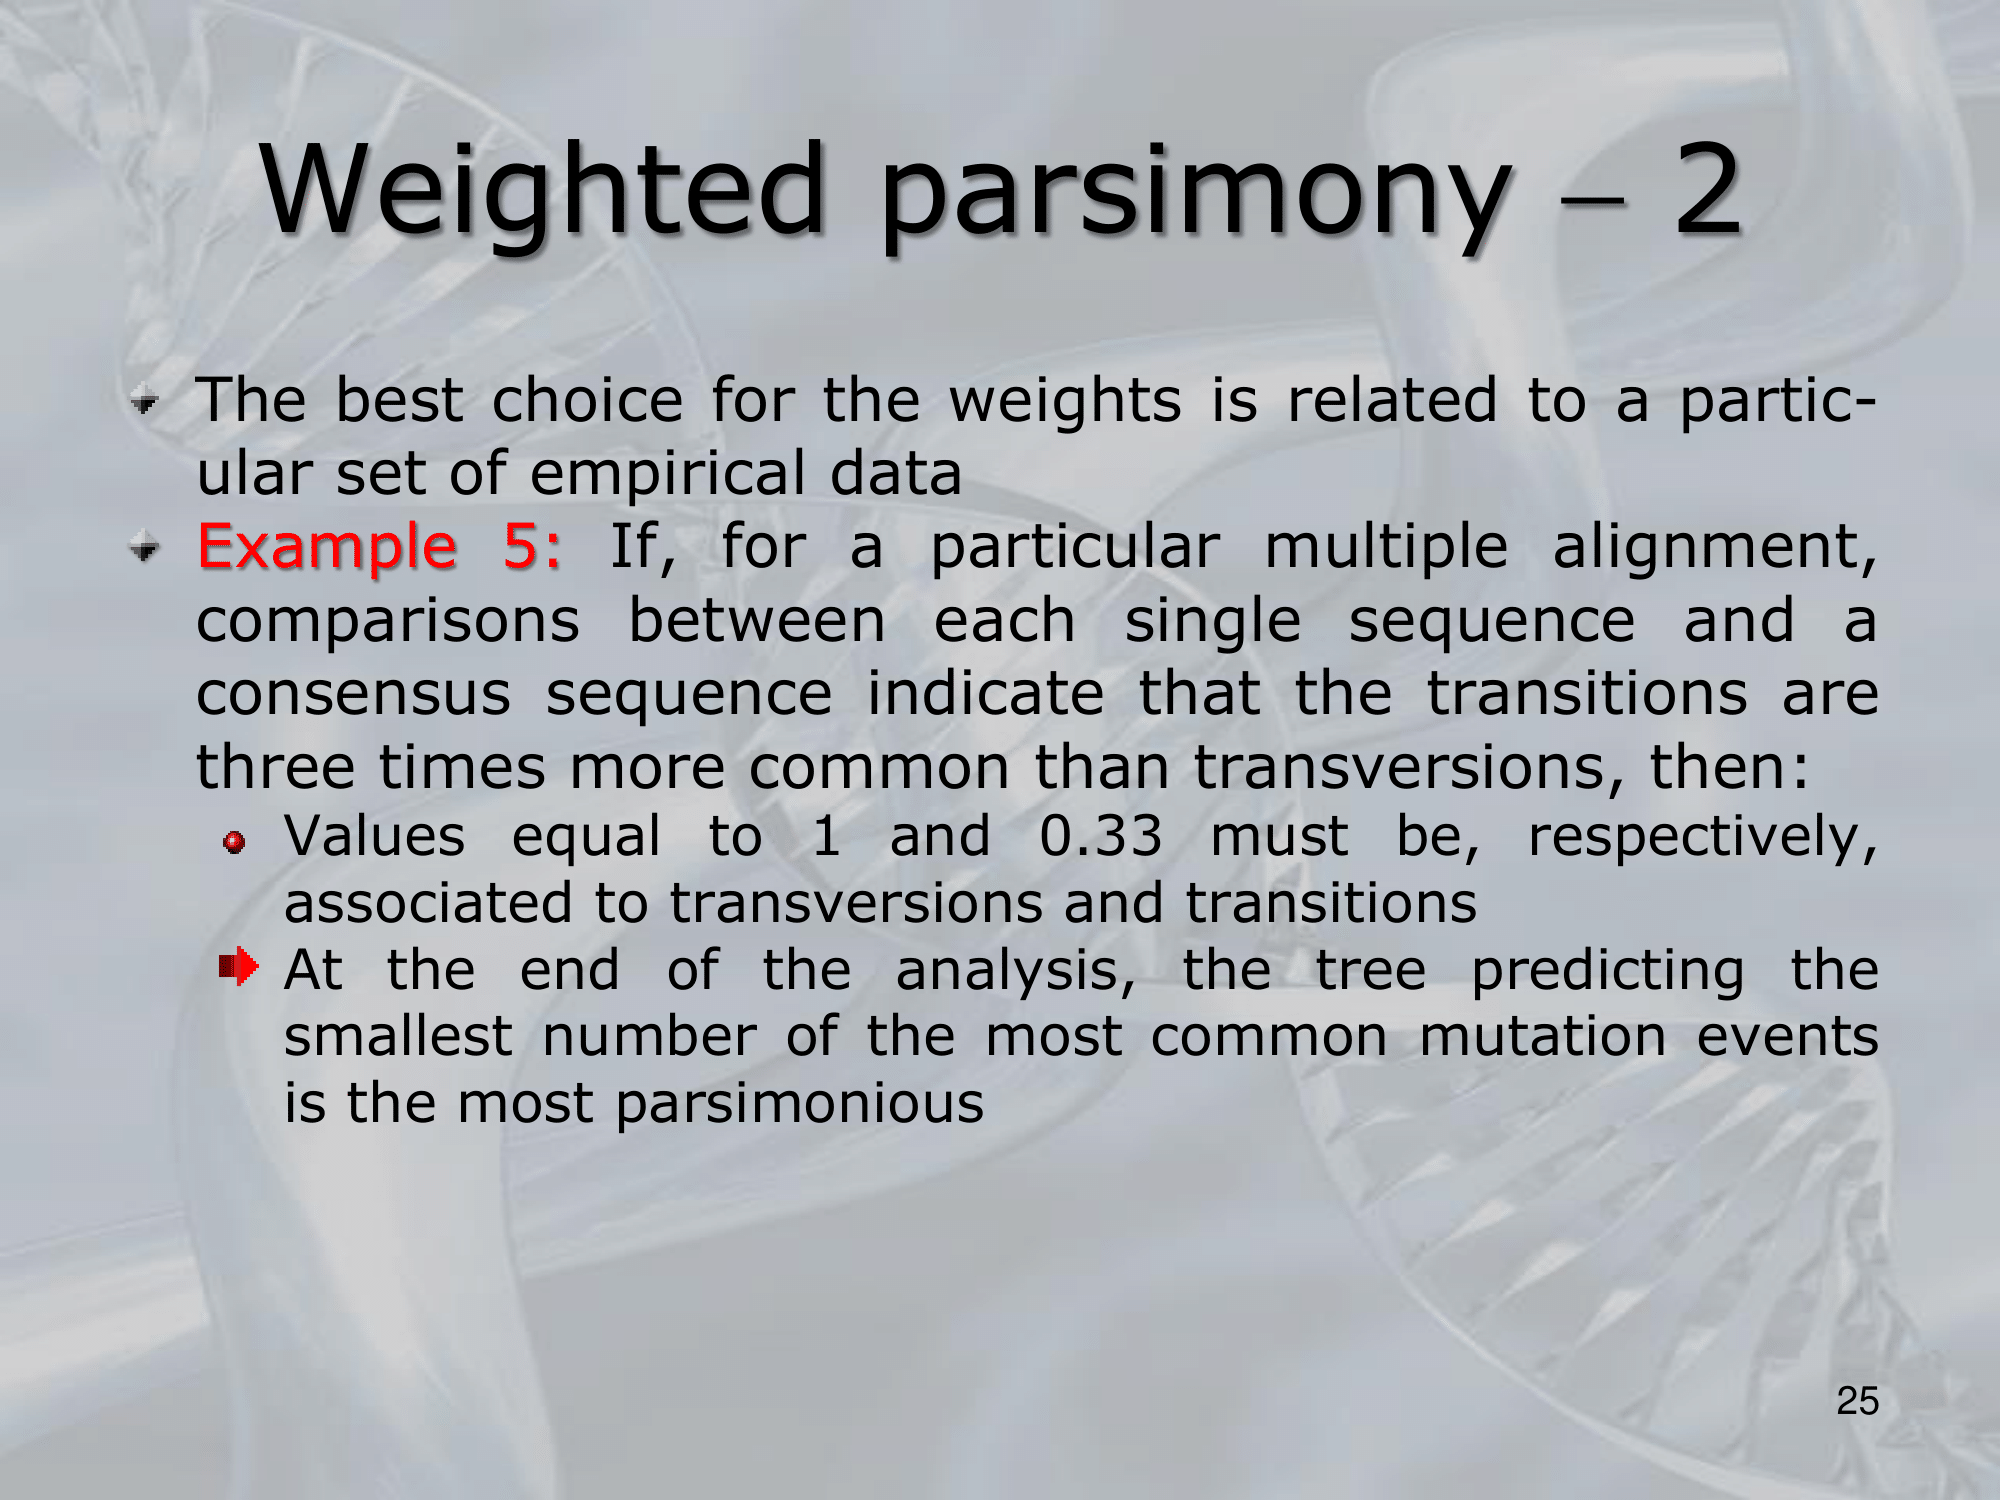 Weighted parsimony – 2
The best choice for the weights is related to a partic-
ular set of empirical data
Example 5: If, for a particular multiple alignment,
comparisons between each single sequence and a
consensus sequence indicate that the transitions are
three times more common than transversions, then:
Values equal to 1 and 0.33 must be, respectively,
associated to transversions and transitions
At the end of the analysis, the tree predicting the
smallest number of the most common mutation events
is the most parsimonious
25